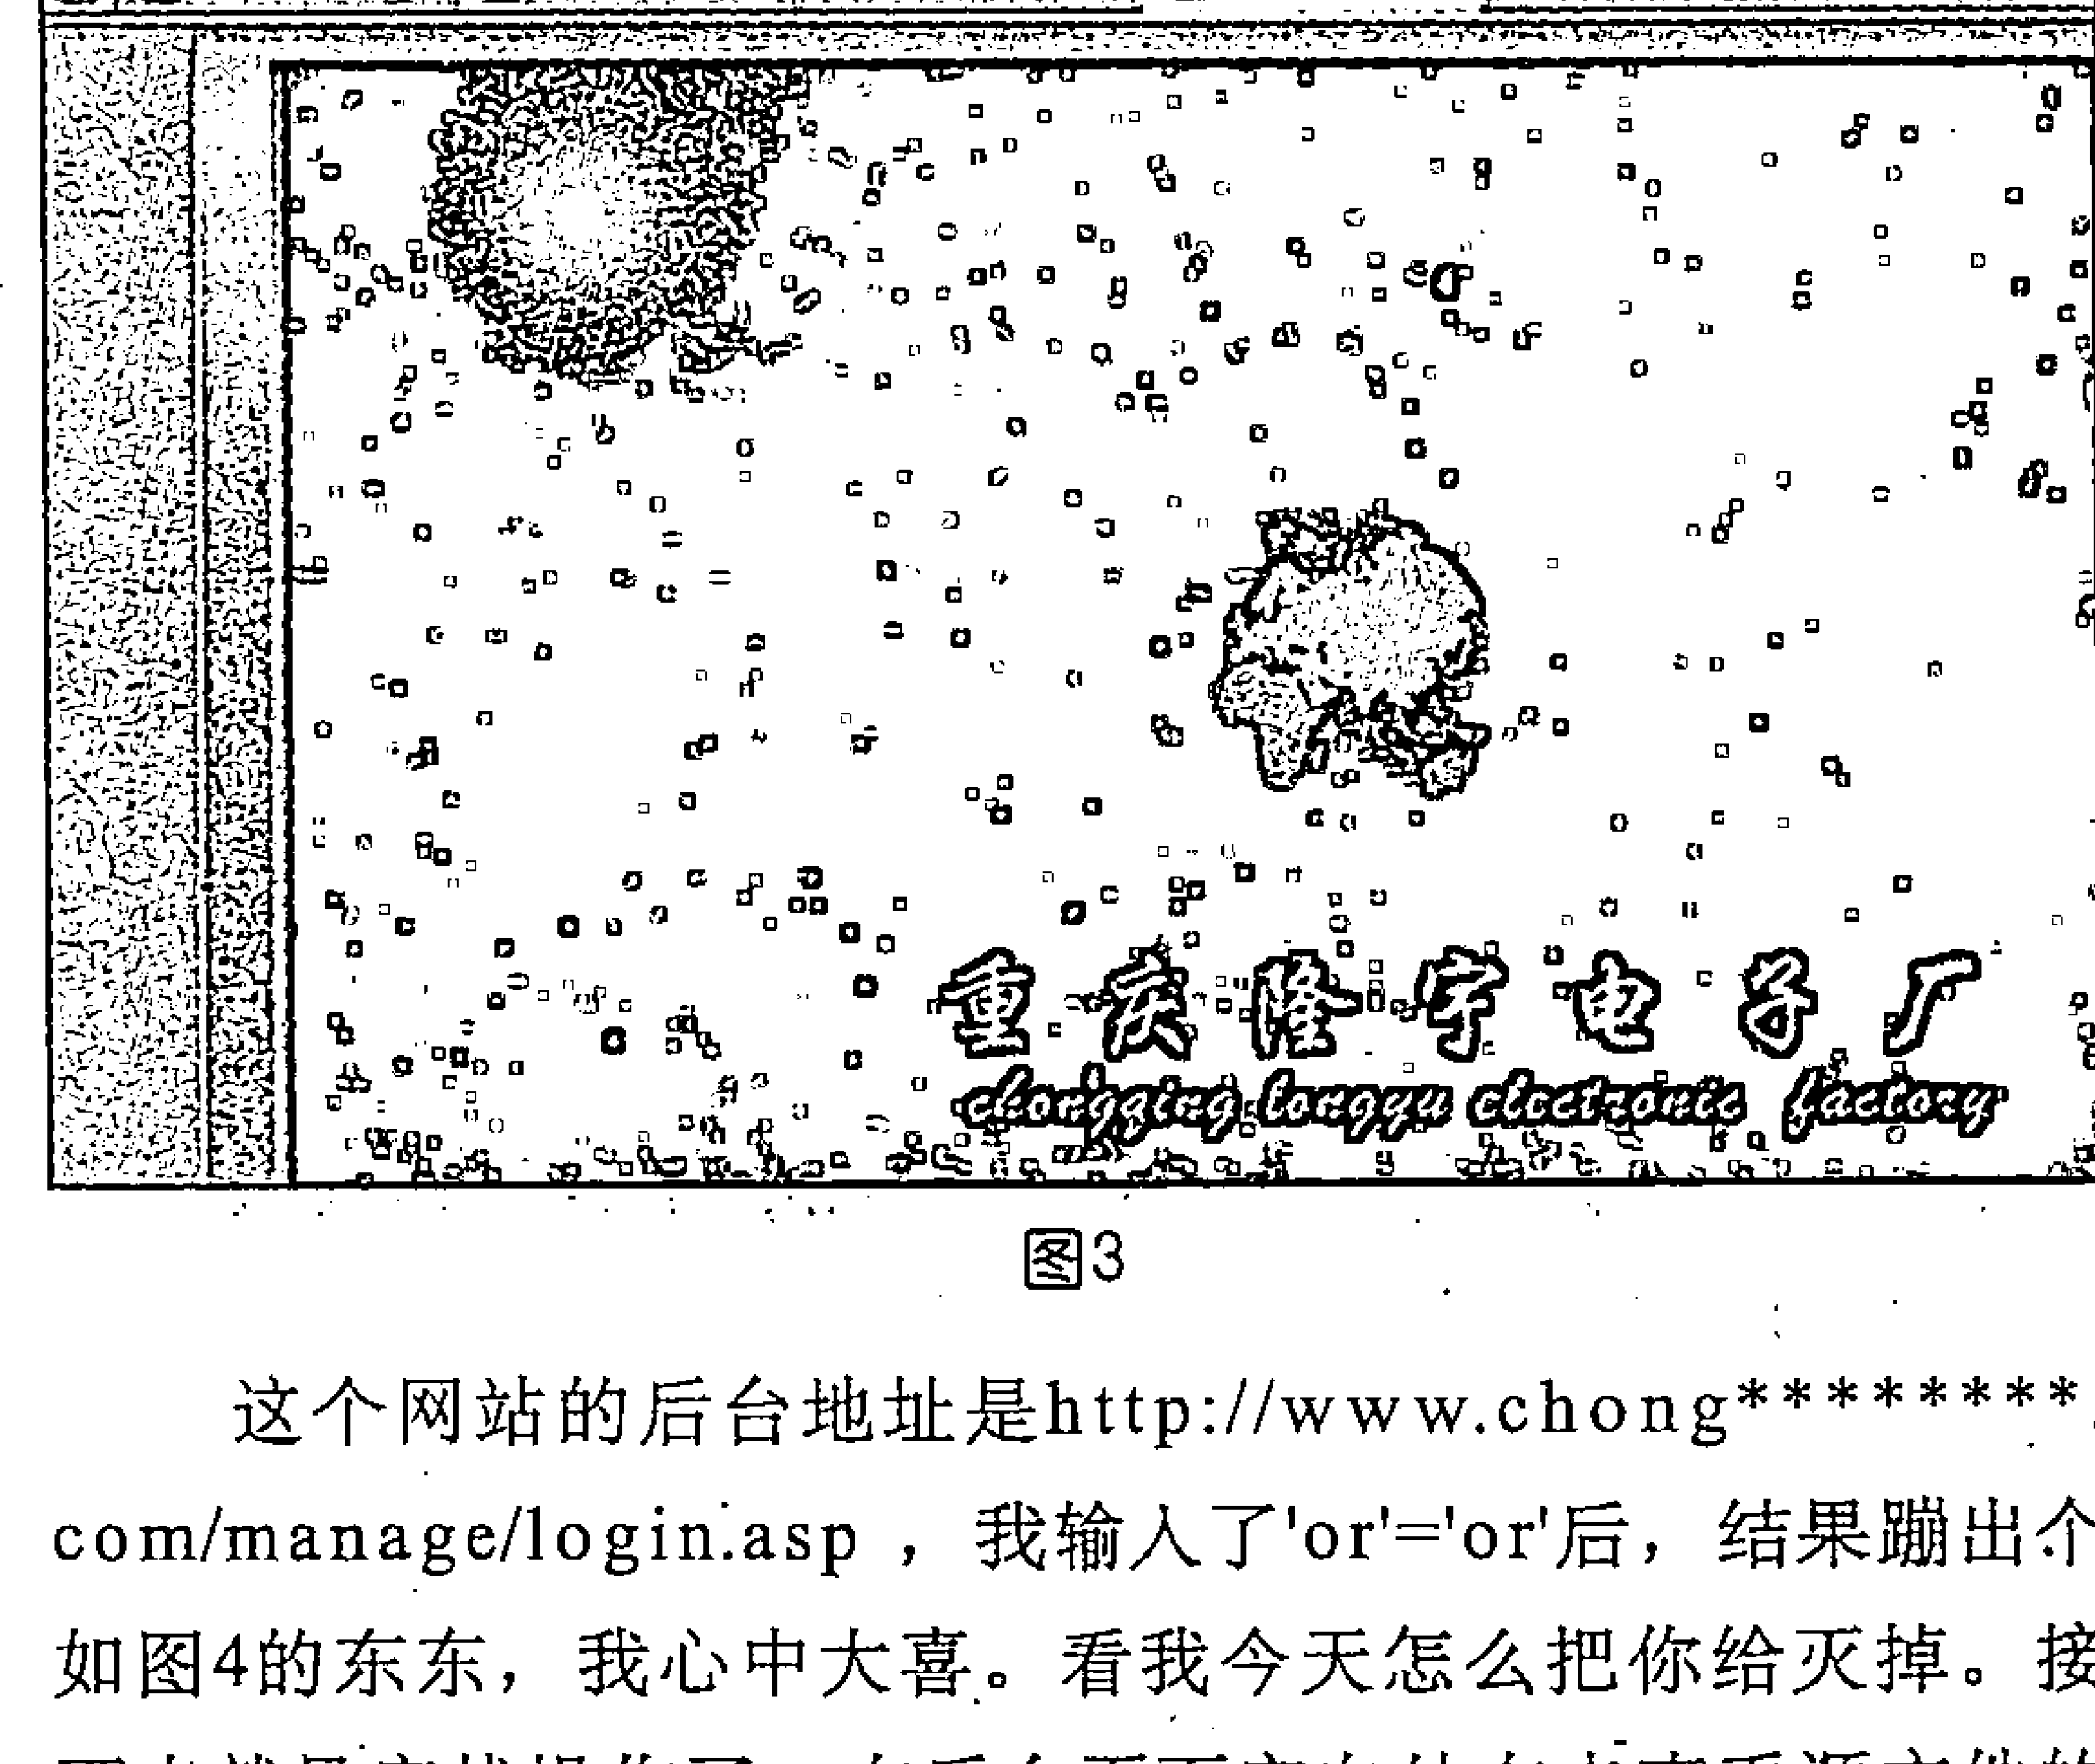 重庆隆宇电子厂
chongqing longyu electronic factory
图3
这个网站的后台地址是http://www.chong********.
com/manage/login.asp，我输入了'or'='or'后，结果蹦出个
如图4的东东，我心中大喜。看我今天怎么把你给灭掉。接